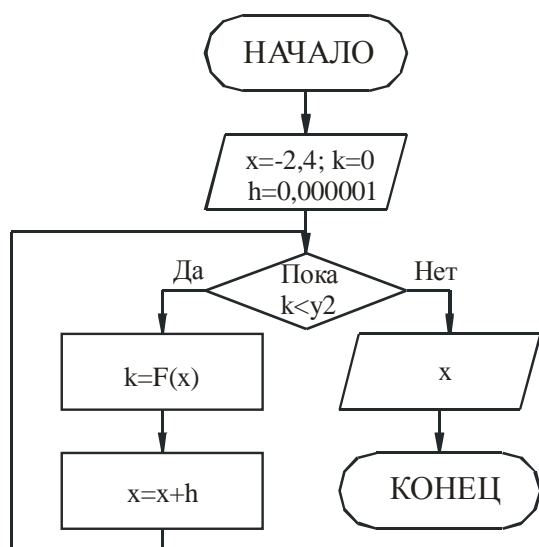 НАЧАЛО
x=-2,4; k=0
h=0,000001
Да
Пока
k<y2
Нет
k=F(x)
x
x=x+h
КОНЕЦ